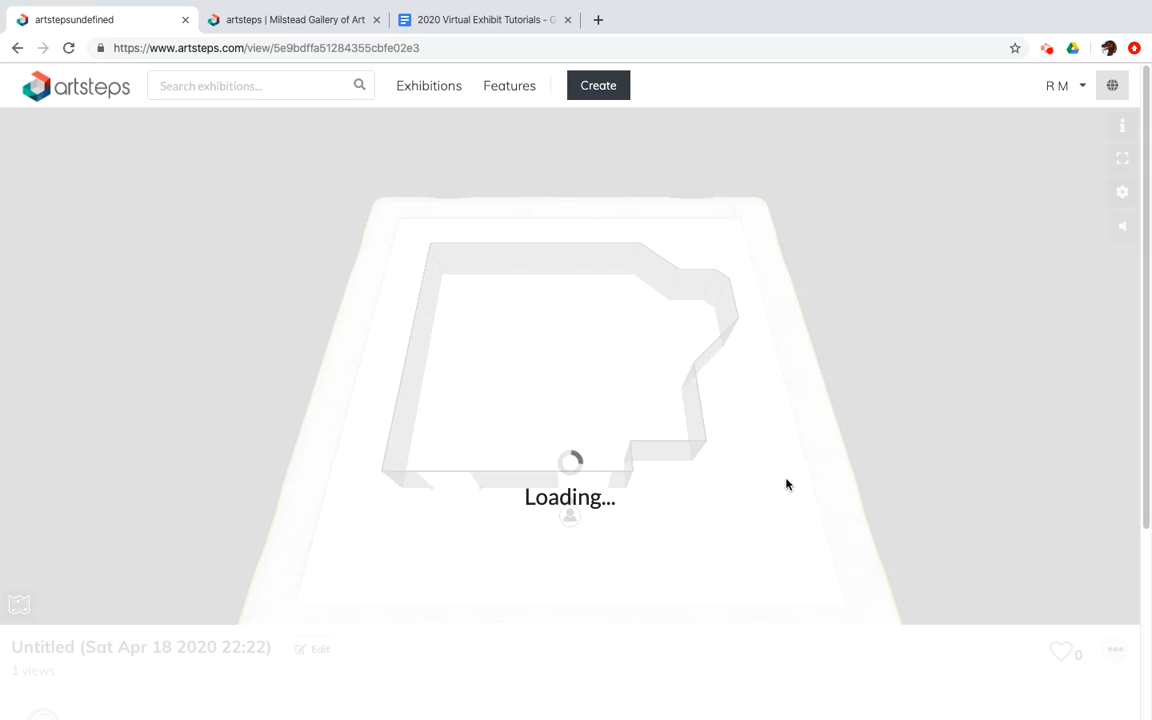 artstepsundefined
artsteps | Milstead Gallery of Art
2020 Virtual Exhibit Tutorials - G
https://www.artsteps.com/view/5e9bdffa51284355cbfe02e3
artsteps
Search exhibitions...
Exhibitions
Features
Create
R M
Loading...
Untitled (Sat Apr 18 2020 22:22)
Edit
0
1 views